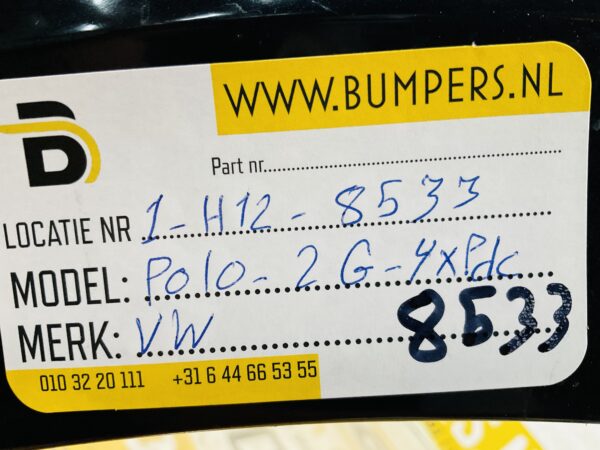 WWW.BUMPERS.NL
B
Part nr.
LOCATIE NR 1-H12-8533
MODEL: Polo-2G-4xPdc
MERK: VW
8533
010 32 20 111 +31 6 44 66 53 55